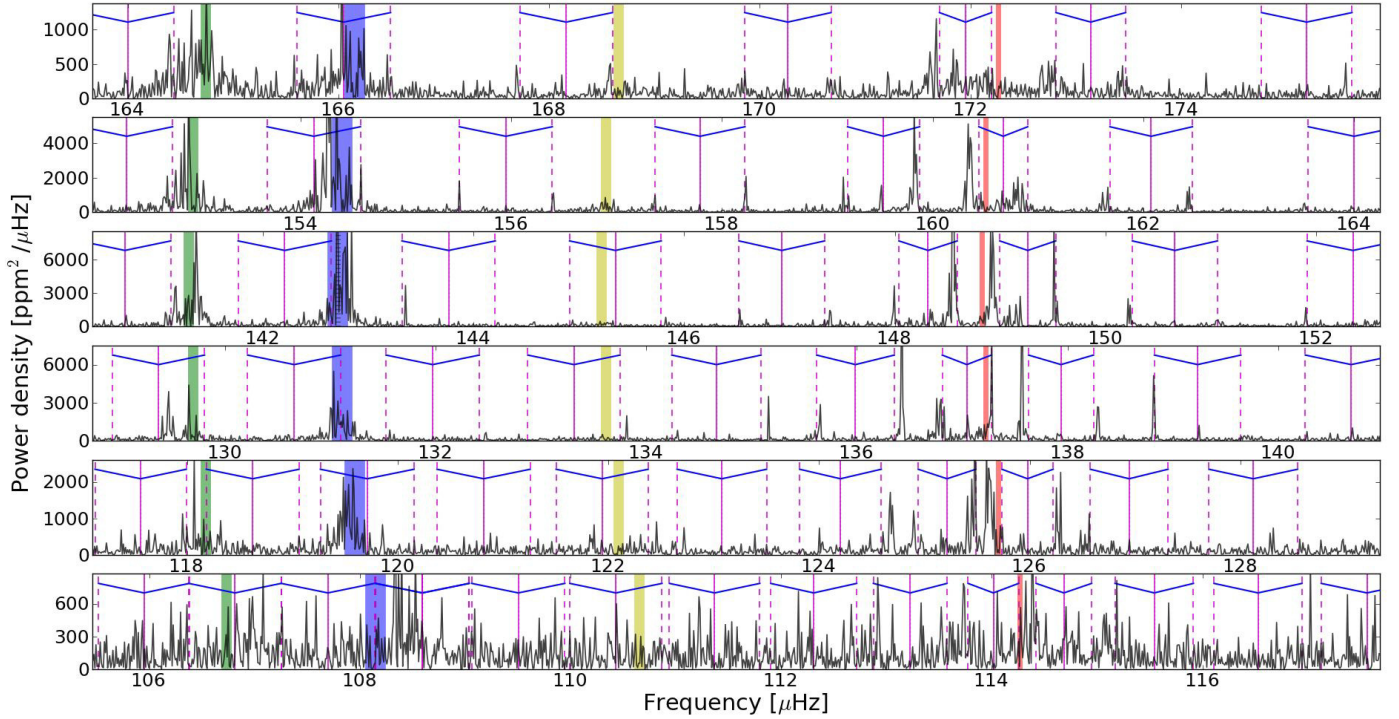 1000
500
0
164 166 168 170 172 174
4000
2000
0
154 156 158 160 162 164
6000
3000
0
142 144 146 148 150 152
6000
3000
0
130 132 134 136 138 140
2000
1000
0
118 120 122 124 126 128
600
300
0
106 108 110 112 114 116
Power density [ppm² /μHz]
Frequency [μHz]